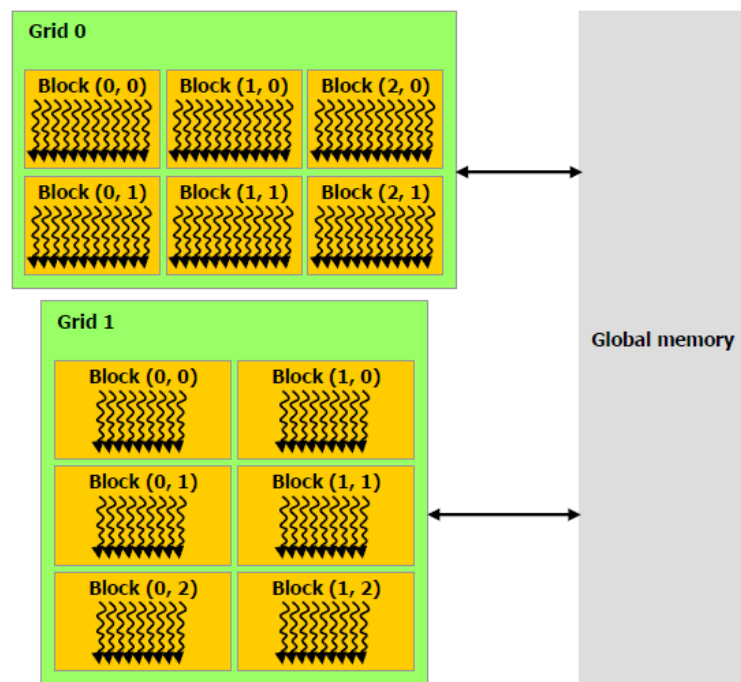 Grid 0
Block (0, 0) Block (1, 0) Block (2, 0)
Block (0, 1) Block (1, 1) Block (2, 1)
Grid 1
Global memory
Block (0, 0) Block (1, 0)
Block (0, 1) Block (1, 1)
Block (0, 2) Block (1, 2)